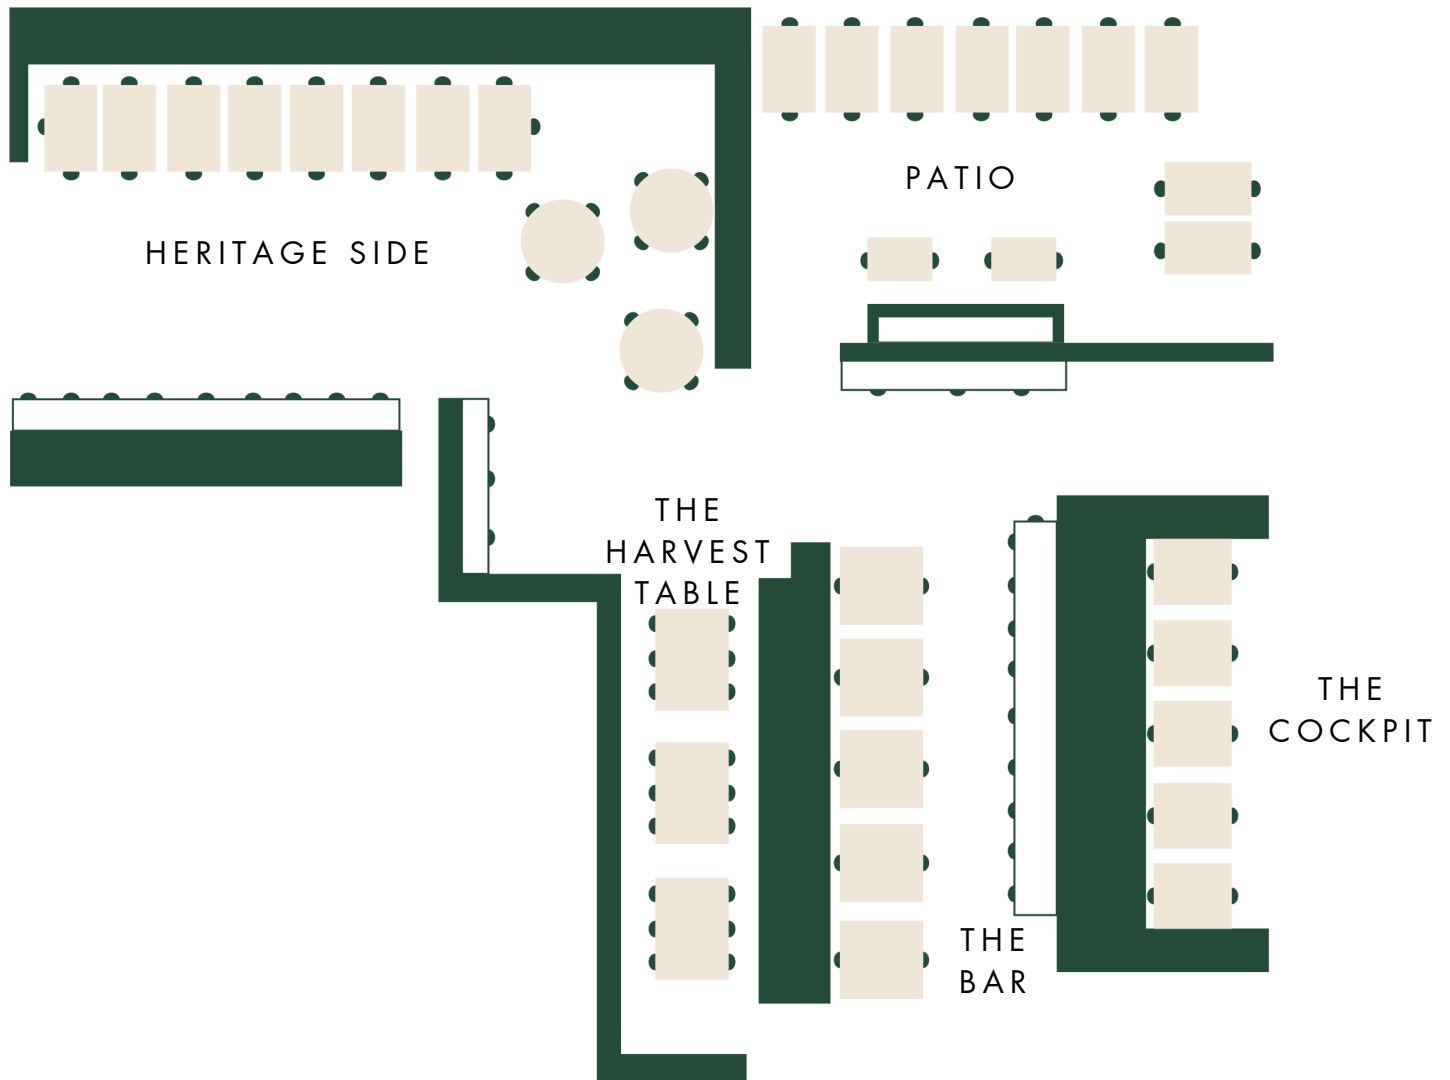 PATIO
HERITAGE SIDE
THE
HARVEST
TABLE
THE
COCKPIT
THE
BAR